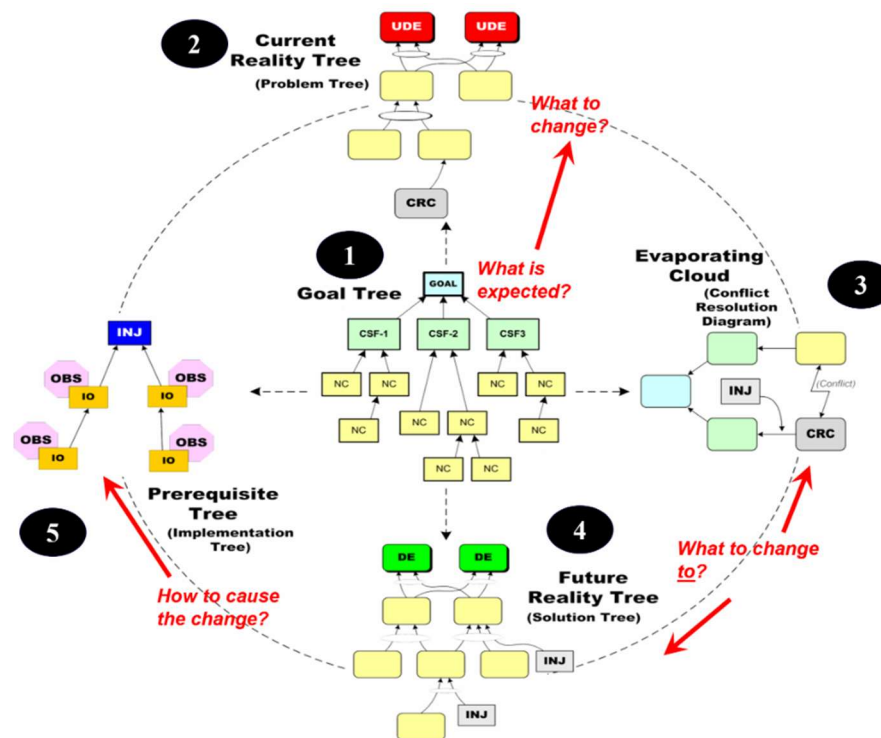 2
Current
Reality Tree
(Problem Tree)
UDE
UDE
CRC
What to
change?
1
Goal Tree
What is
expected?
GOAL
CSF-1
CSF-2
CSF3
NC
NC
NC
NC
NC
NC
NC
NC
NC
NC
Evaporating
Cloud
(Conflict
Resolution
Diagram)
3
INJ
(Conflict)
CRC
What to change
to?
4
Future
Reality Tree
(Solution Tree)
DE
DE
INJ
INJ
5
Prerequisite
Tree
(Implementation
Tree)
INJ
OBS
IO
OBS
IO
OBS
IO
OBS
IO
How to cause
the change?